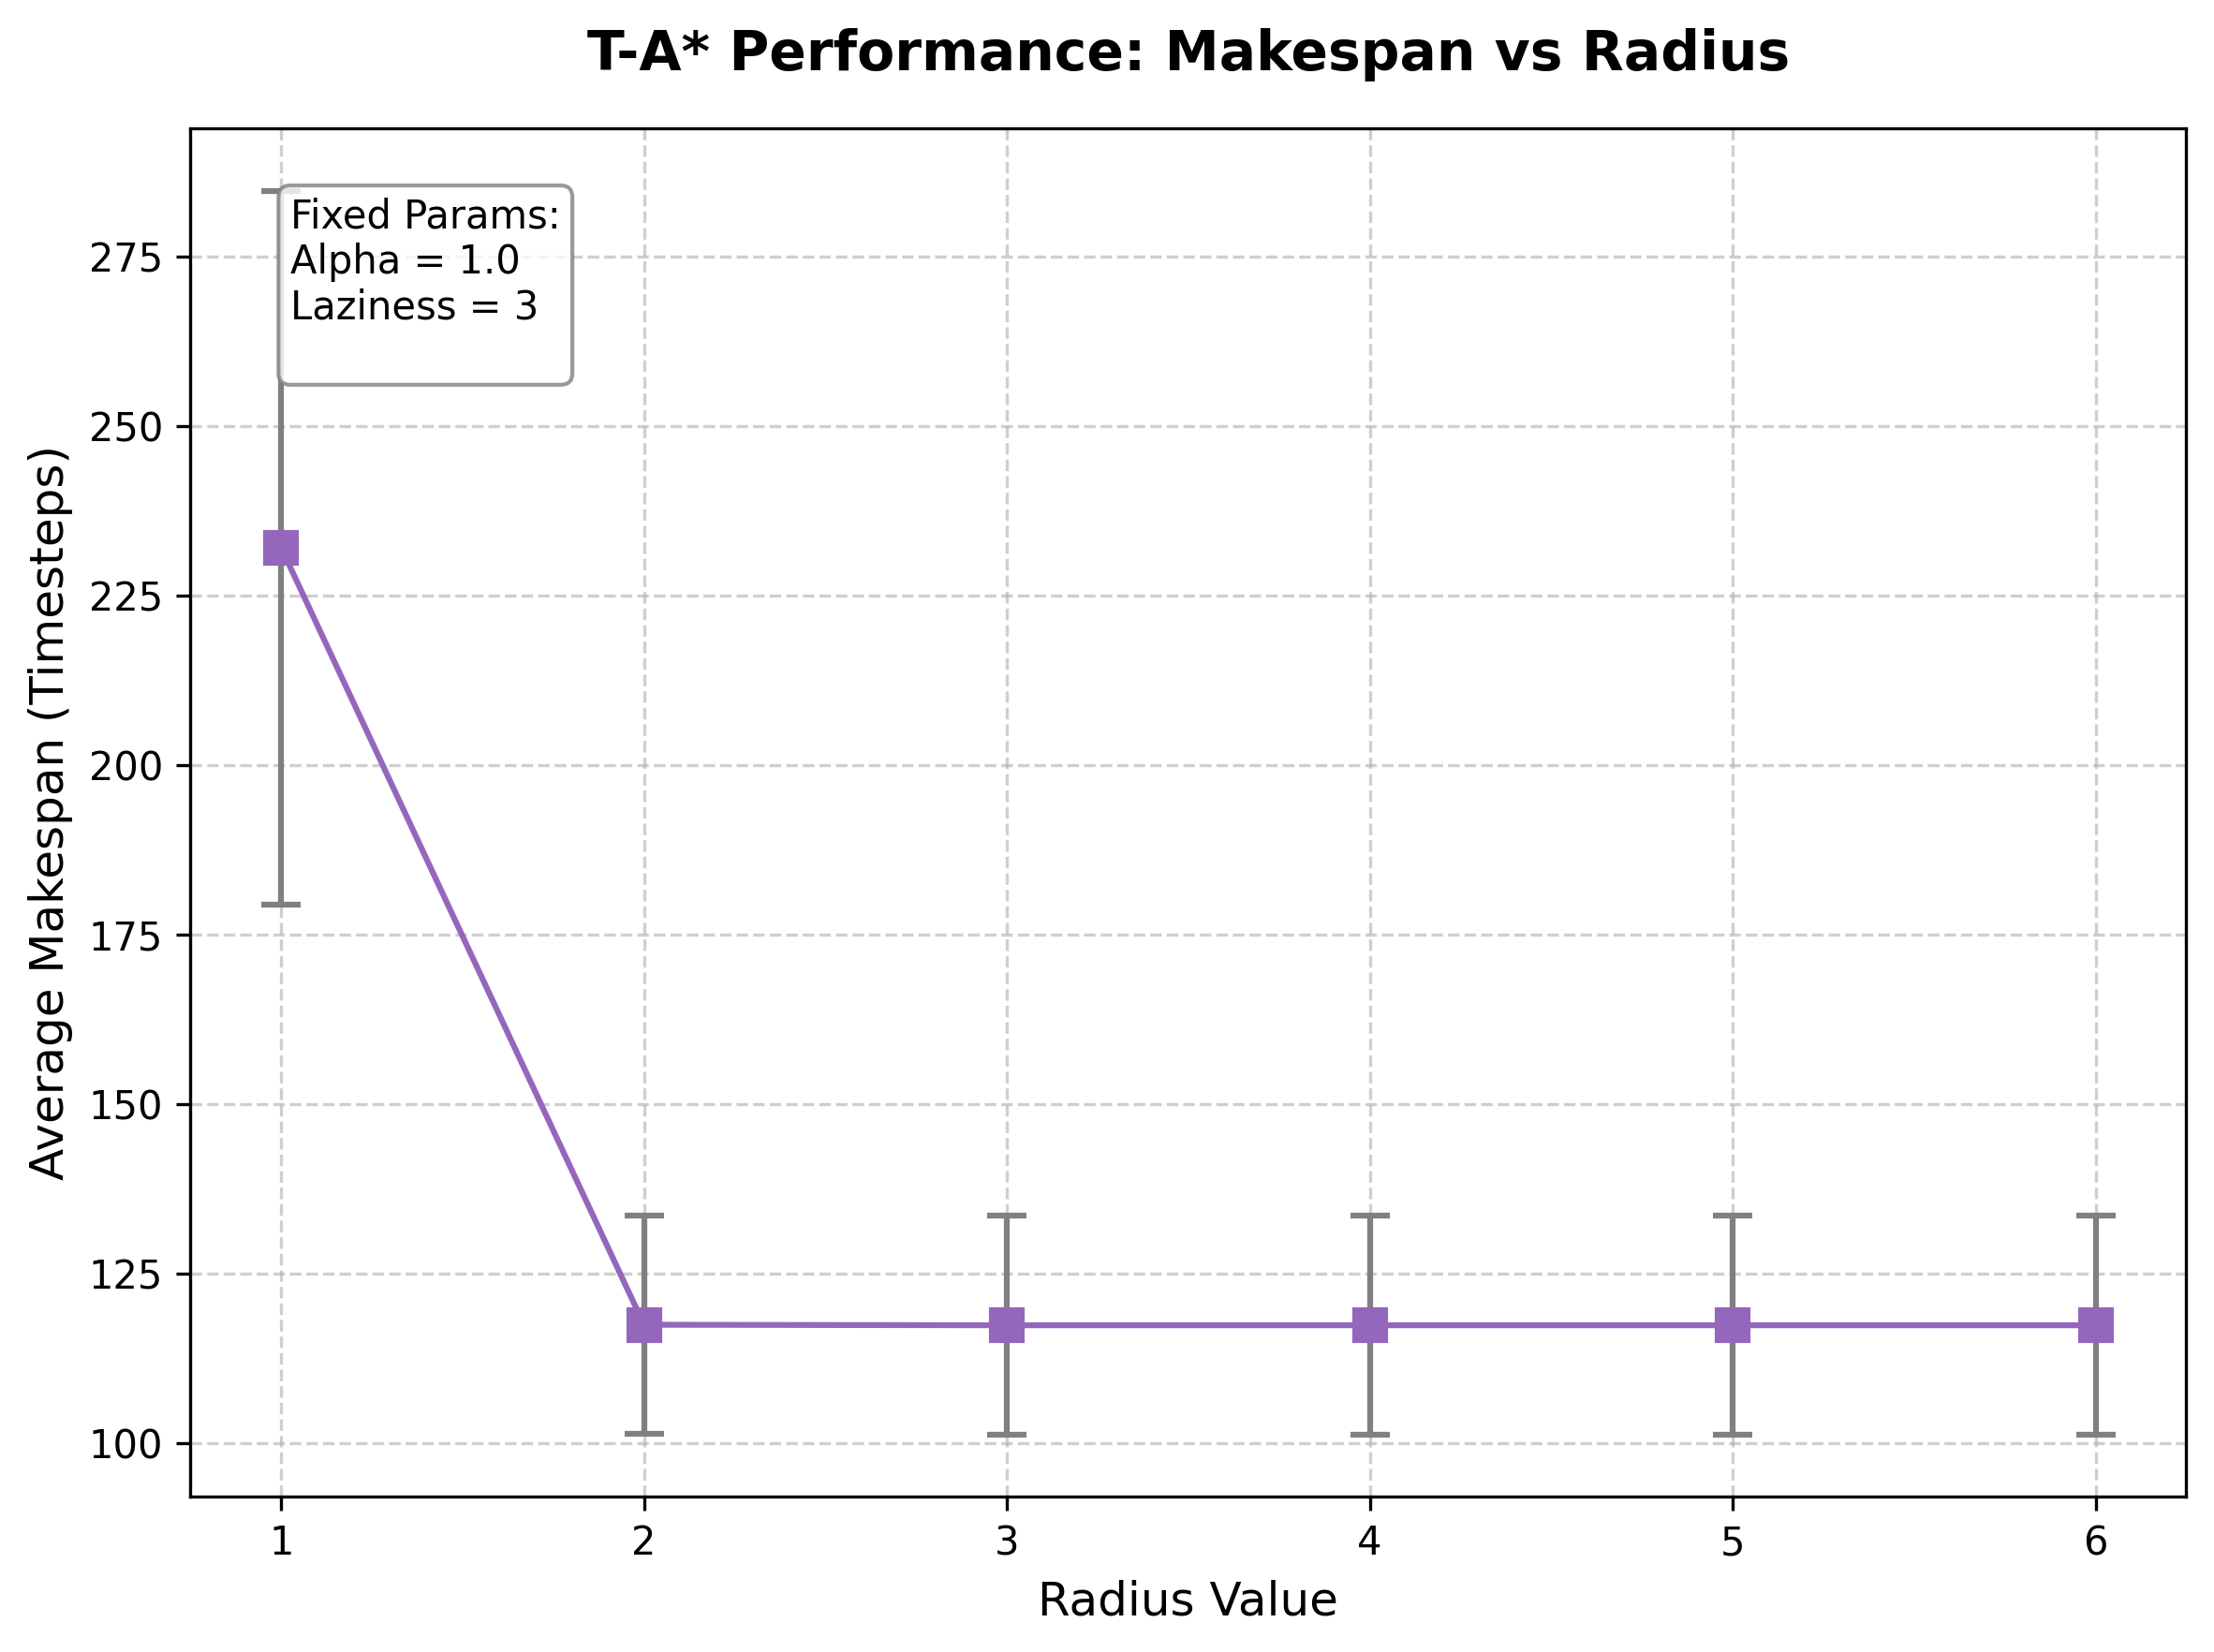 T-A* Performance: Makespan vs Radius
Fixed Params:
Alpha = 1.0
Laziness = 3
Average Makespan (Timesteps)
275
250
225
200
175
150
125
100
1 2 3 4 5 6
Radius Value